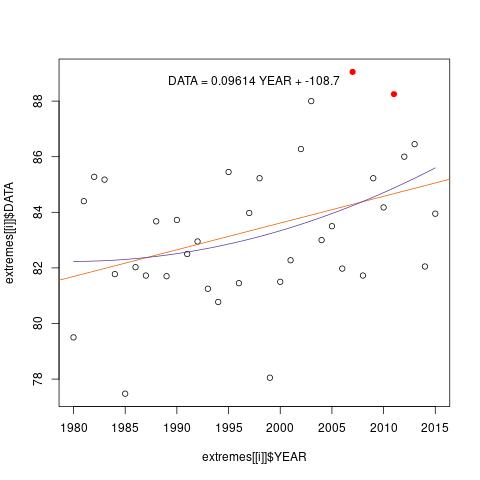 DATA = 0.09614 YEAR + -108.7
extremes[[i]]$DATA
88
86
84
82
80
78
1980 1985 1990 1995 2000 2005 2010 2015
extremes[[i]]$YEAR